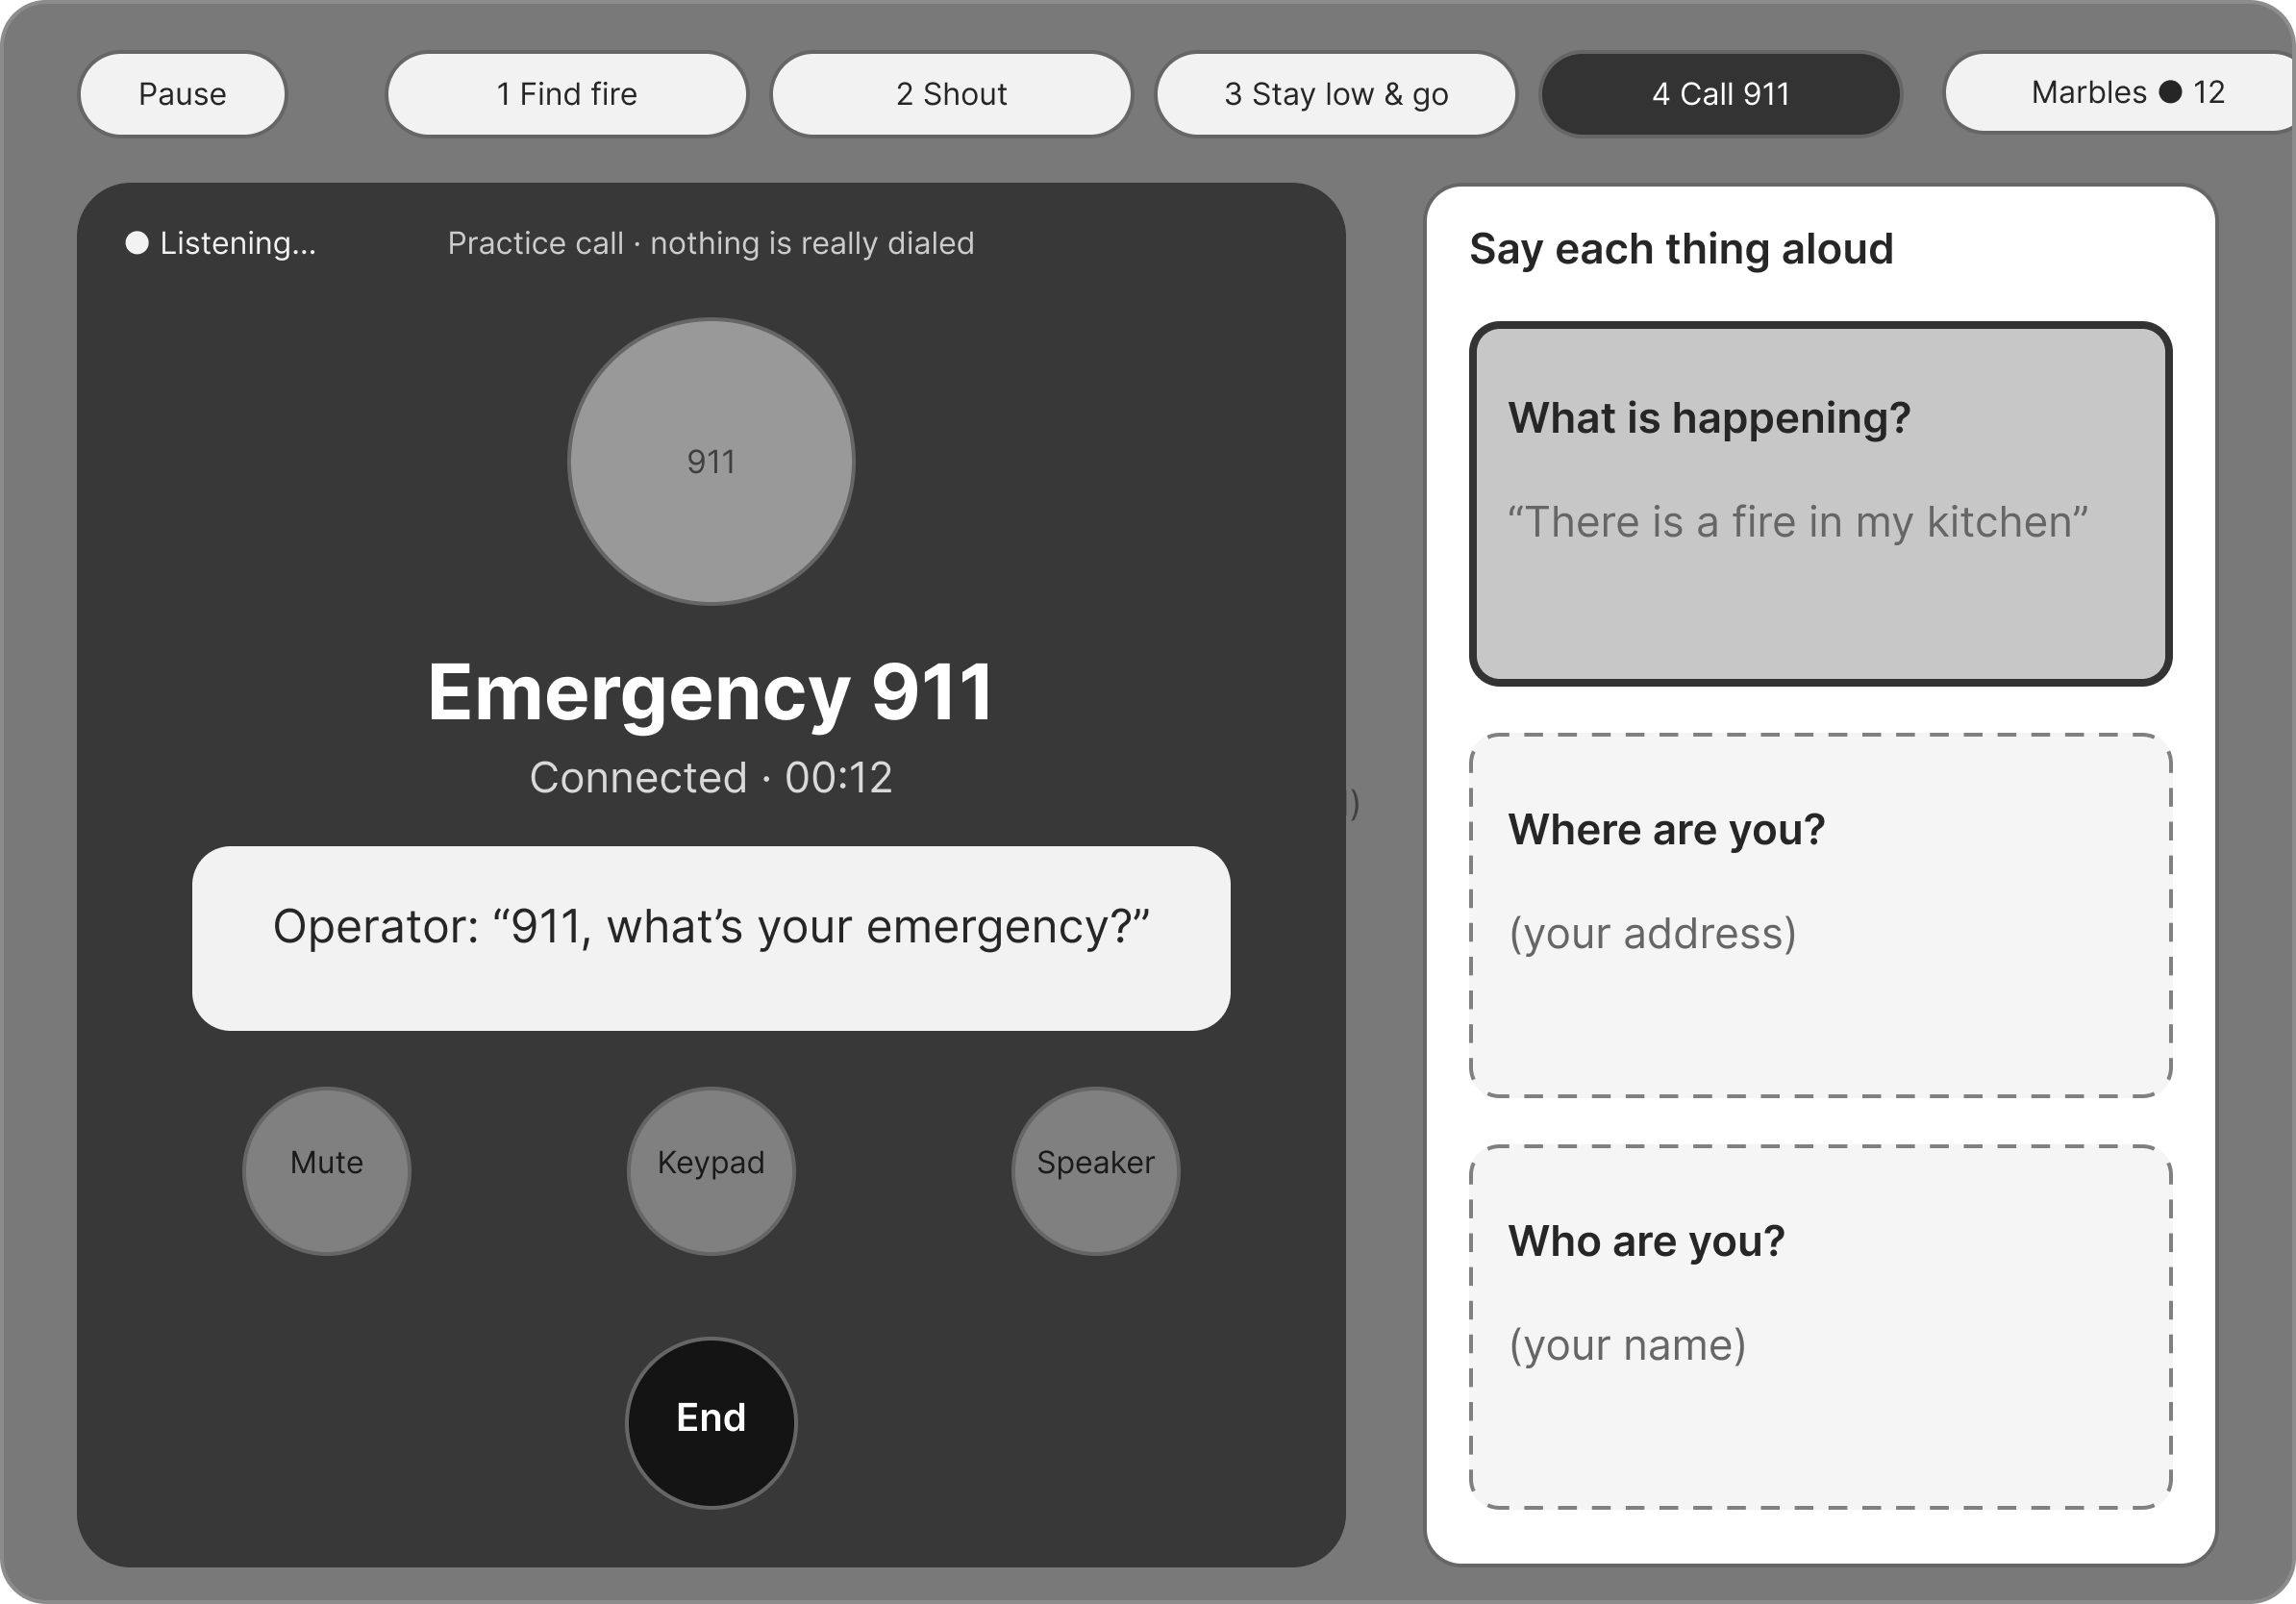 Pause
1 Find fire
2 Shout
3 Stay low & go
4 Call 911
Marbles ● 12
Listening...
Practice call · nothing is really dialed
911
Emergency 911
Connected · 00:12
)
Operator: “911, what’s your emergency?”
Mute
Keypad
Speaker
End
Say each thing aloud
What is happening?
“There is a fire in my kitchen”
Where are you?
(your address)
Who are you?
(your name)